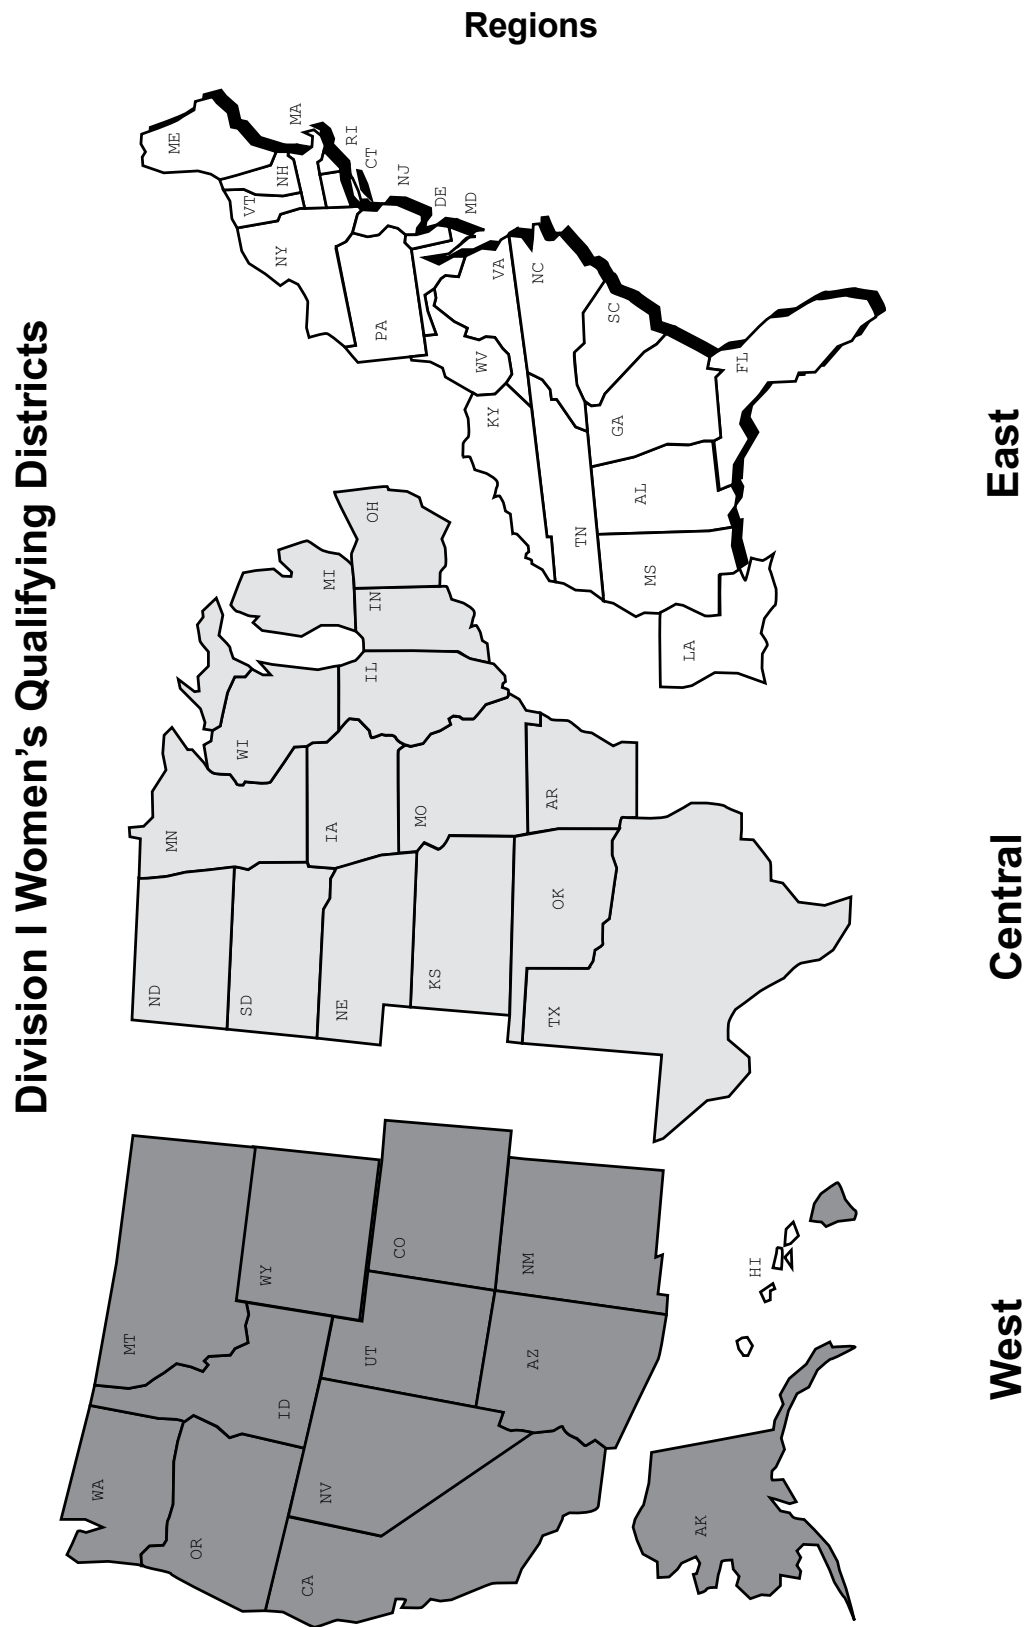 Regions
Division I Women’s Qualifying Districts
ME
NH
VT
MA
RI
CT
NY
NJ
DE
MD
PA
VA
WV
NC
SC
KY
TN
GA
FL
AL
MS
LA
East
OH
MI
IN
IL
WI
MN
IA
MO
AR
ND
SD
NE
KS
OK
TX
Central
MT
WY
CO
NM
ID
UT
AZ
WA
OR
NV
CA
HI
AK
West